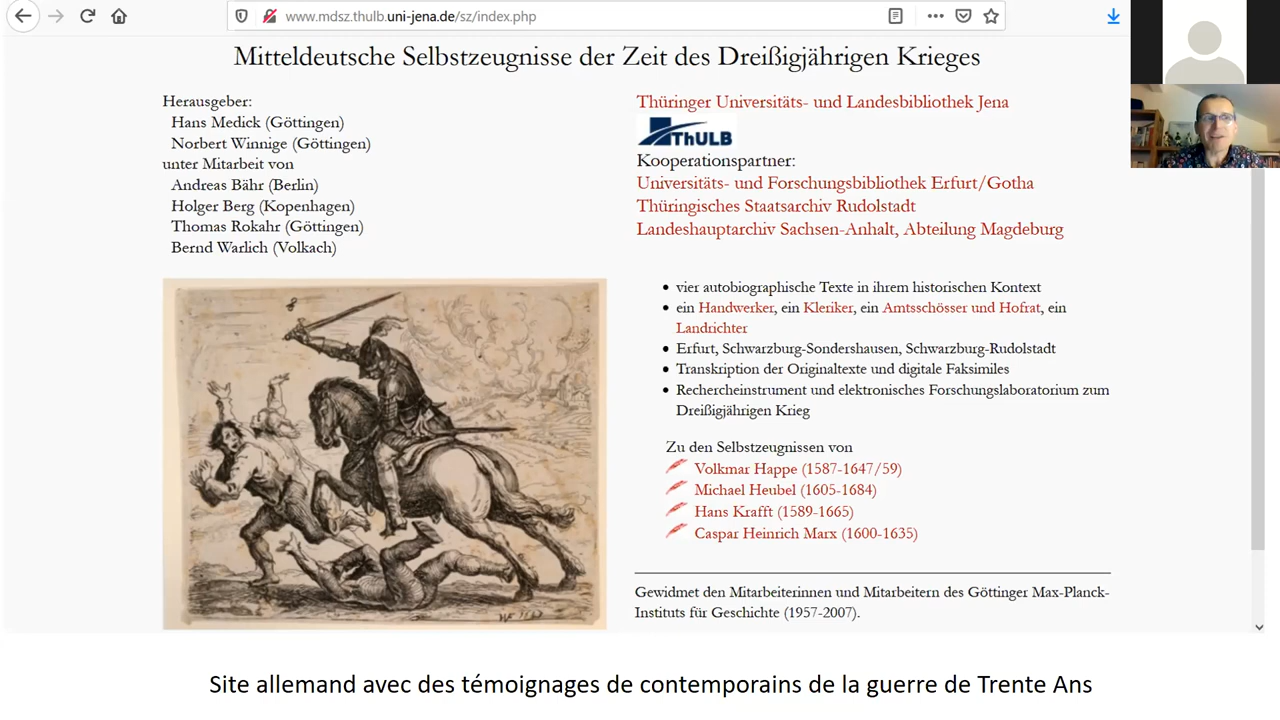 www.mdsz.thulb.uni-jena.de/sz/index.php
Mitteldeutsche Selbstzeugnisse der Zeit des Dreißigjährigen Krieges
Herausgeber:
Hans Medick (Göttingen)
Norbert Winnige (Göttingen)
unter Mitarbeit von
Andreas Bähr (Berlin)
Holger Berg (Kopenhagen)
Thomas Rokahr (Göttingen)
Bernd Warlich (Volkach)
Thüringer Universitäts- und Landesbibliothek Jena
ThULB
Kooperationspartner:
Universitäts- und Forschungsbibliothek Erfurt/Gotha
Thüringisches Staatsarchiv Rudolstadt
Landeshauptarchiv Sachsen-Anhalt, Abteilung Magdeburg
vier autobiographische Texte in ihrem historischen Kontext
ein Handwerker, ein Kleriker, ein Amtsschösser und Hofrat, ein
Landrichter
Erfurt, Schwarzburg-Sondershausen, Schwarzburg-Rudolstadt
Transkription der Originaltexte und digitale Faksimiles
Rechercheinstrument und elektronisches Forschungslaboratorium zum
Dreißigjährigen Krieg
Zu den Selbstzeugnissen von
Volkmar Happe (1587-1647/59)
Michael Heubel (1605-1684)
Hans Krafft (1589-1665)
Caspar Heinrich Marx (1600-1635)
Gewidmet den Mitarbeiterinnen und Mitarbeitern des Göttinger Max-Planck-
Instituts für Geschichte (1957-2007).
Site allemand avec des témoignages de contemporains de la guerre de Trente Ans